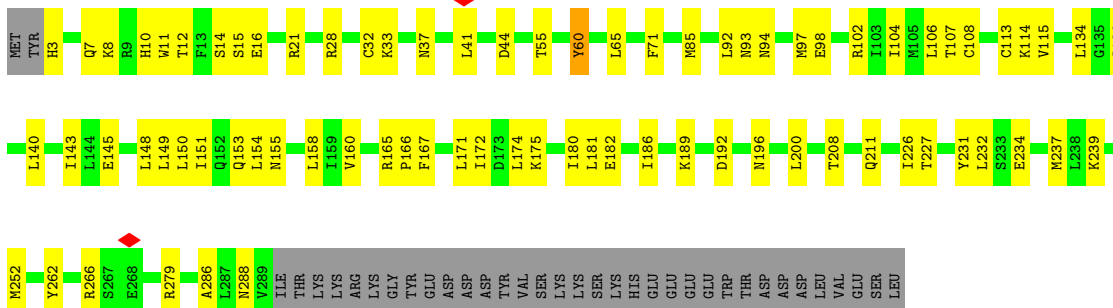 MET TYR H3 Q7 K8 R9 H10 W11 T12 F13 S14 S15 E16 R21 R28 C32 K33 N37 L41 D44 T55 Y60 L65 F71 M85 L92 N93 N94 M97 E98 R102 I103 I104 M105 L106 T107 C108 C113 K114 V115 L134 G135
L140 I143 L144 E145 L148 L149 L150 I151 Q152 Q153 L154 N155 L158 I159 V160 R165 P166 F167 L171 I172 D173 L174 K175 I180 L181 E182 I186 K189 D192 N196 L200 T208 Q211 I226 T227 Y231 L232 S233 E234 M237 L238 K239
M252 Y262 R266 S267 E268 R279 A286 L287 N288 V289 ILE THR LYS LYS ARG LYS GLY TYR GLU ASP ASP ASP TYR VAL SER LYS LYS SER LYS HIS GLU GLU GLU GLU TRP THR ASP ASP ASP LEU VAL GLU SER LEU